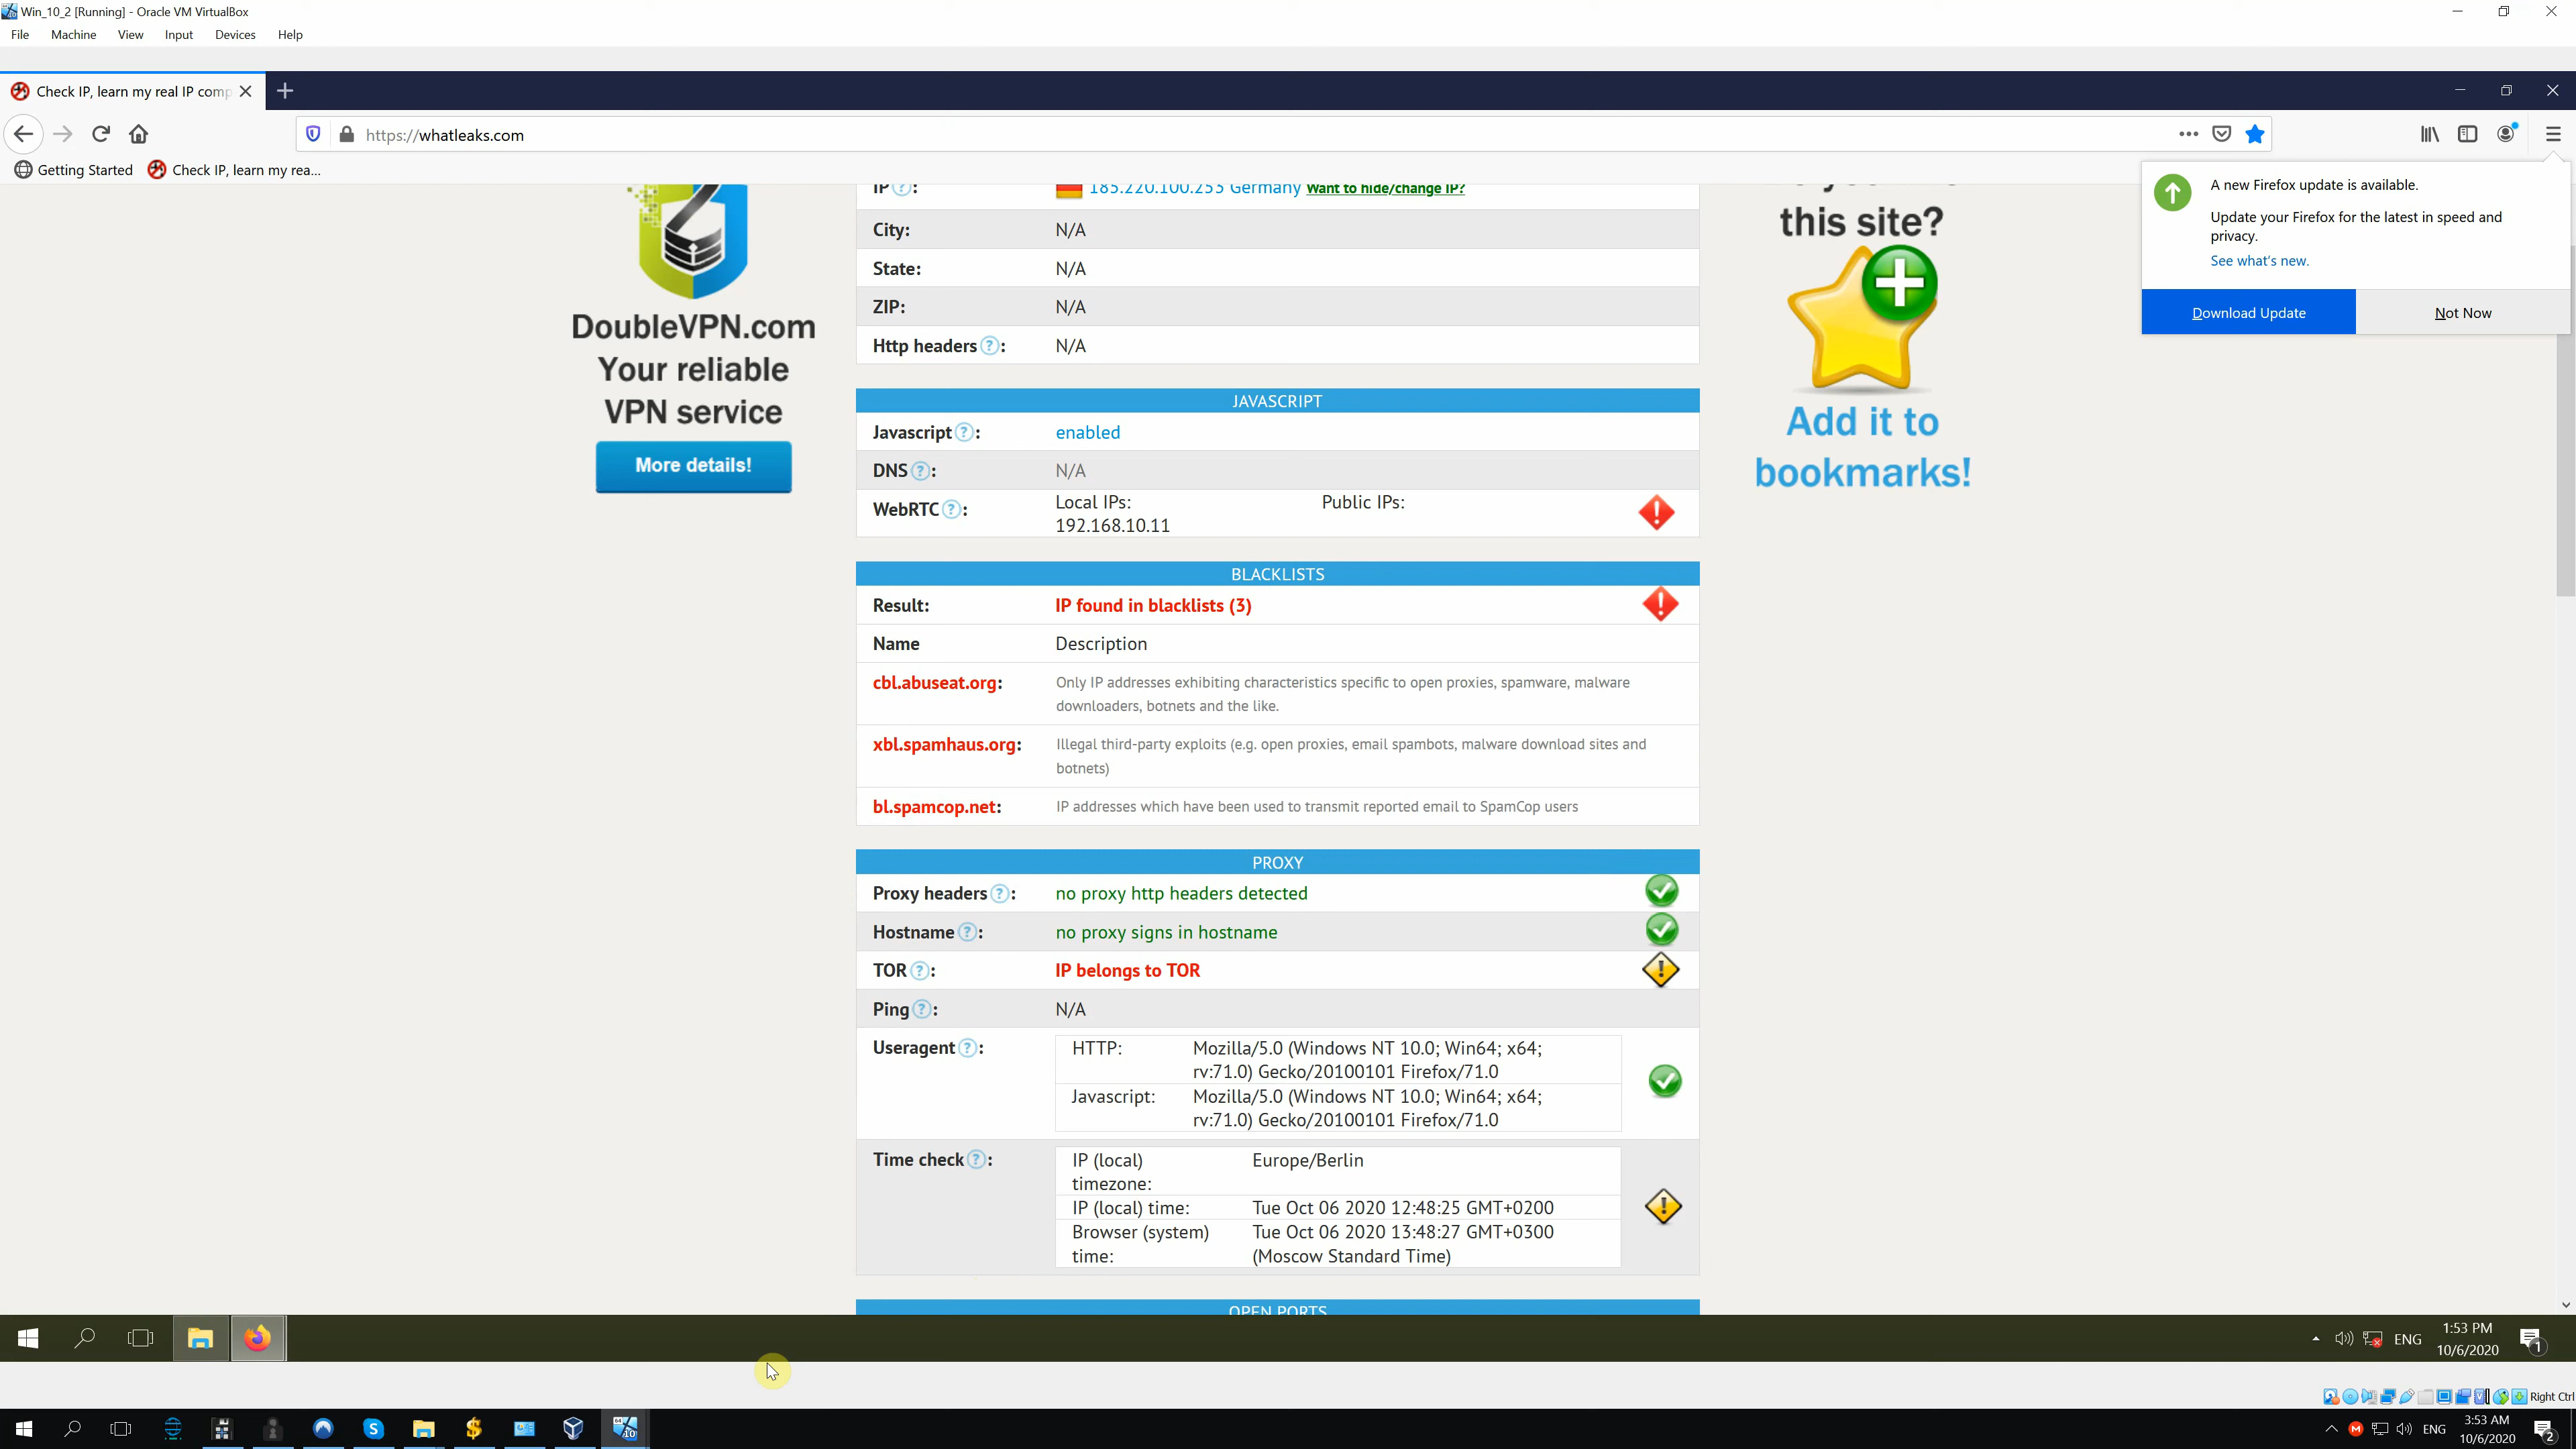 Win_10_2 [Running] - Oracle VM VirtualBox
File Machine View Input Devices Help
Check IP, learn my real IP comp
https://whatleaks.com
Getting Started Check IP, learn my rea...
A new Firefox update is available.
Update your Firefox for the latest in speed and
privacy.
See what's new.
Download Update Not Now
DoubleVPN.com
Your reliable
VPN service
More details!
IP ?: 185.220.100.253 Germany Want to hide/change IP?
City: N/A
State: N/A
ZIP: N/A
Http headers ?: N/A
JAVASCRIPT
Javascript ?: enabled
DNS ?: N/A
WebRTC ?: Local IPs: Public IPs:
192.168.10.11
BLACKLISTS
Result: IP found in blacklists (3)
Name Description
cbl.abuseat.org: Only IP addresses exhibiting characteristics specific to open proxies, spamware, malware
downloaders, botnets and the like.
xbl.spamhaus.org: Illegal third-party exploits (e.g. open proxies, email spambots, malware download sites and
botnets)
bl.spamcop.net: IP addresses which have been used to transmit reported email to SpamCop users
PROXY
Proxy headers ?: no proxy http headers detected
Hostname ?: no proxy signs in hostname
TOR ?: IP belongs to TOR
Ping ?: N/A
Useragent ?: HTTP: Mozilla/5.0 (Windows NT 10.0; Win64; x64;
rv:71.0) Gecko/20100101 Firefox/71.0
Javascript: Mozilla/5.0 (Windows NT 10.0; Win64; x64;
rv:71.0) Gecko/20100101 Firefox/71.0
Time check ?: IP (local) Europe/Berlin
timezone:
IP (local) time: Tue Oct 06 2020 12:48:25 GMT+0200
Browser (system) Tue Oct 06 2020 13:48:27 GMT+0300
time: (Moscow Standard Time)
OPEN PORTS
this site?
Add it to
bookmarks!
ENG 1:53 PM
10/6/2020 1
Right Ctrl
ENG 3:53 AM
10/6/2020 2